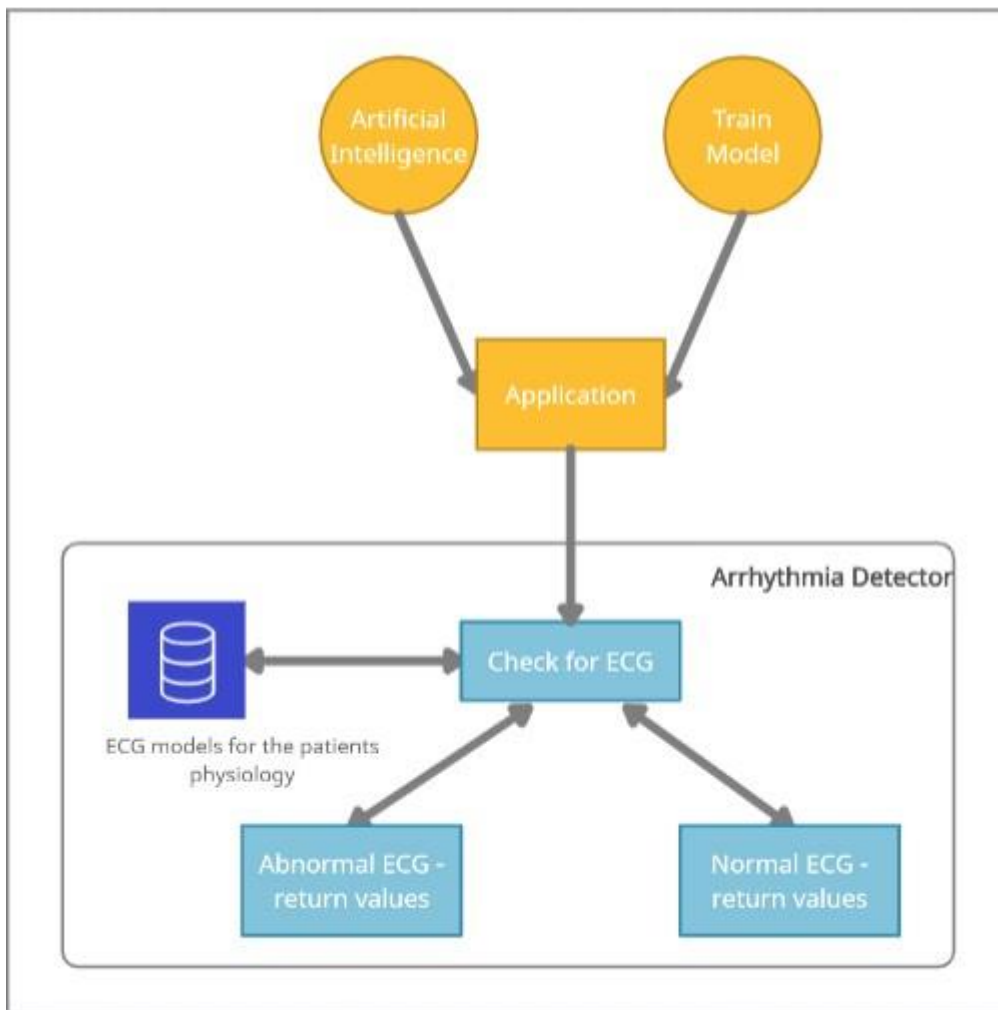 Artificial
Intelligence
Train
Model
Application
Arrhythmia Detector
Check for ECG
ECG models for the patients
physiology
Abnormal ECG -
return values
Normal ECG -
return values